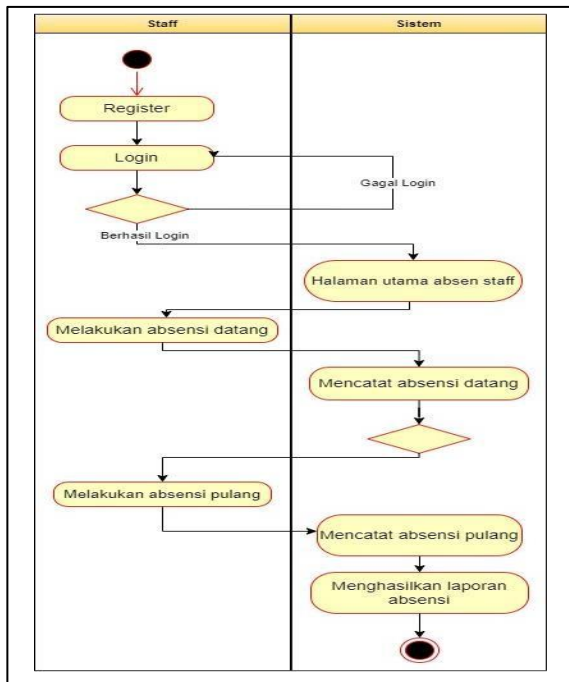 Staff
Sistem
Register
Login
Gagal Login
Berhasil Login
Halaman utama absen staff
Melakukan absensi datang
Mencatat absensi datang
Melakukan absensi pulang
Mencatat absensi pulang
Menghasilkan laporan
absensi